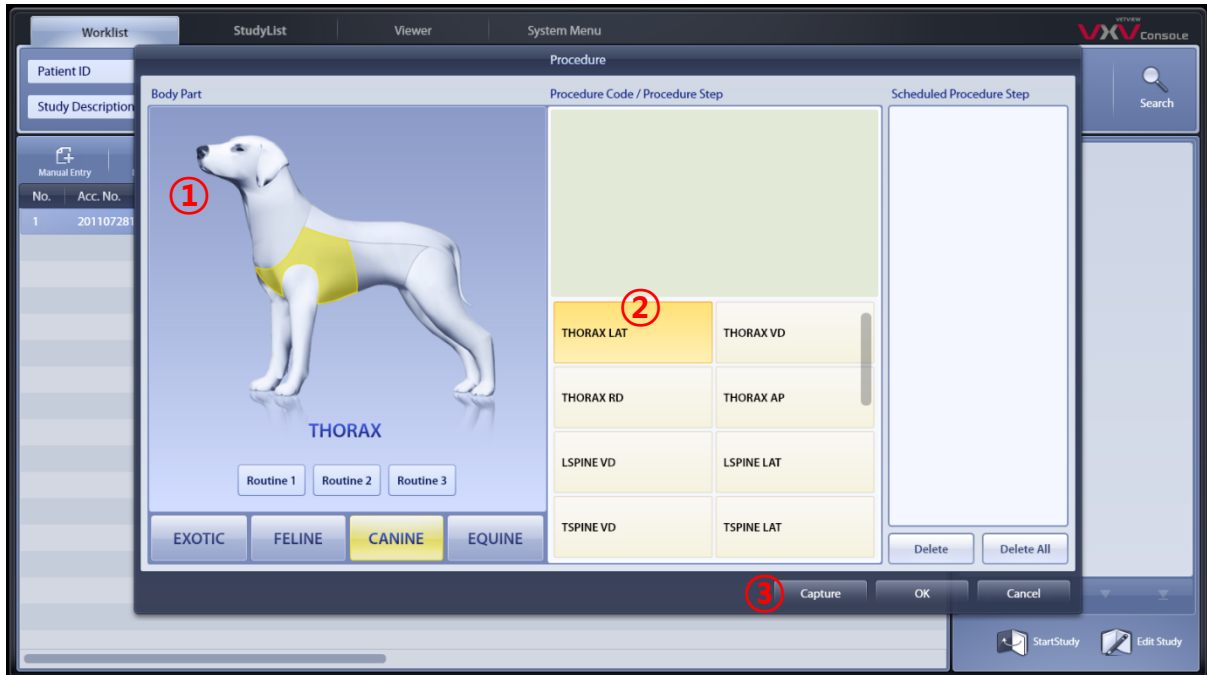 Worklist
StudyList
Viewer
System Menu
VETVIEW
VXV Console
Procedure
Patient ID
Study Description
Search
Body Part
Procedure Code / Procedure Step
Scheduled Procedure Step
Manual Entry
No. Acc. No.
1 201107281
①
②
THORAX LAT
THORAX VD
THORAX RD
THORAX AP
LSPINE VD
LSPINE LAT
TSPINE VD
TSPINE LAT
THORAX
Routine 1
Routine 2
Routine 3
EXOTIC
FELINE
CANINE
EQUINE
Delete
Delete All
③
Capture
OK
Cancel
StartStudy
Edit Study